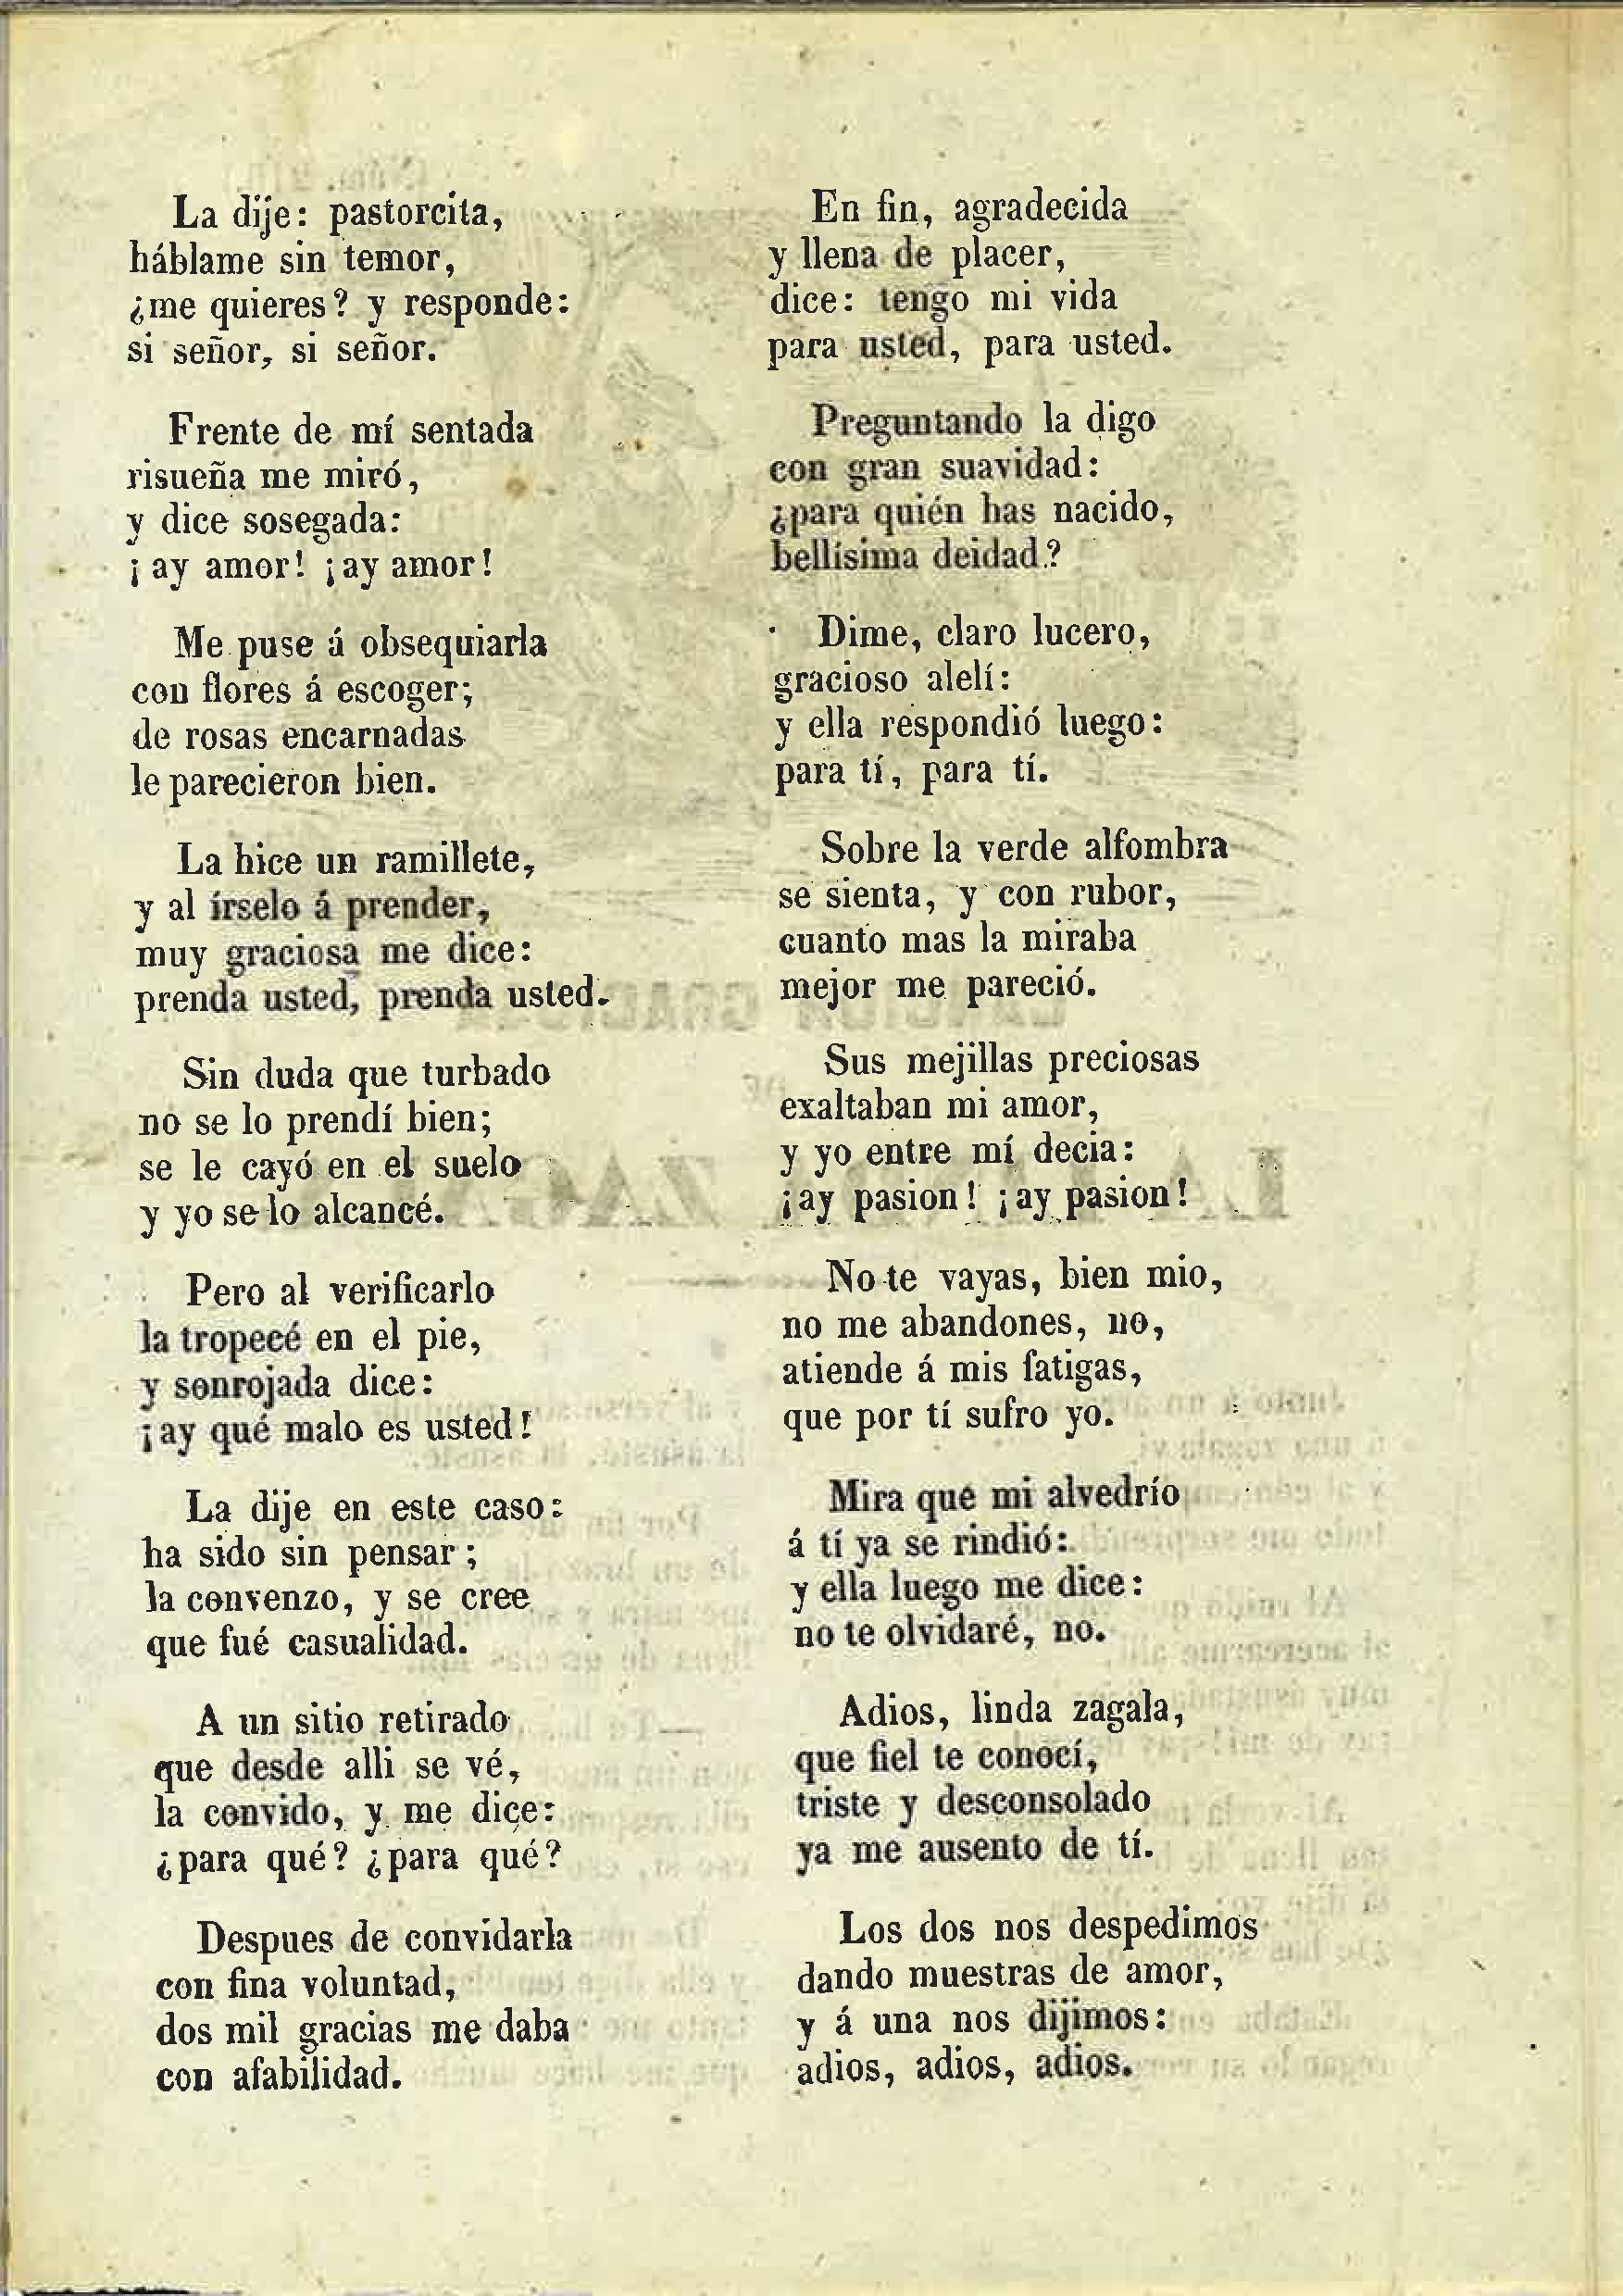 La dije: pastorcita,
háblame sin temor,
¿me quieres? y responde:
si señor, si señor.

Frente de mí sentada
risueña me miró,
y dice sosegada:
¡ay amor! ¡ay amor!

Me puse á obsequiarla
con flores á escoger;
de rosas encarnadas
le parecieron bien.

La hice un ramillete,
y al írselo á prender,
muy graciosa me dice:
prenda usted, prenda usted.

Sin duda que turbado
no se lo prendí bien;
se le cayó en el suelo
y yo se lo alcancé.

Pero al verificarlo
la tropecé en el pie,
y sonrojada dice:
¡ay qué malo es usted!

La dije en este caso:
ha sido sin pensar;
la convenzo, y se cree
que fué casualidad.

A un sitio retirado
que desde alli se vé,
la convido, y me dice:
¿para qué? ¿para qué?

Despues de convidarla
con fina voluntad,
dos mil gracias me daba
con afabilidad.

En fin, agradecida
y llena de placer,
dice: tengo mi vida
para usted, para usted.

Preguntando la digo
con gran suavidad:
¿para quién has nacido,
bellísima deidad?

Dime, claro lucero,
gracioso alelí:
y ella respondió luego:
para tí, para tí.

Sobre la verde alfombra
se sienta, y con rubor,
cuanto mas la miraba
mejor me pareció.

Sus mejillas preciosas
exaltaban mi amor,
y yo entre mí decia:
¡ay pasion! ¡ay pasion!

No te vayas, bien mio,
no me abandones, no,
atiende á mis fatigas,
que por tí sufro yo.

Mira que mi alvedrío
á tí ya se rindió:
y ella luego me dice:
no te olvidaré, no.

Adios, linda zagala,
que fiel te conocí,
triste y desconsolado
ya me ausento de tí.

Los dos nos despedimos
dando muestras de amor,
y á una nos dijimos:
adios, adios, adios.